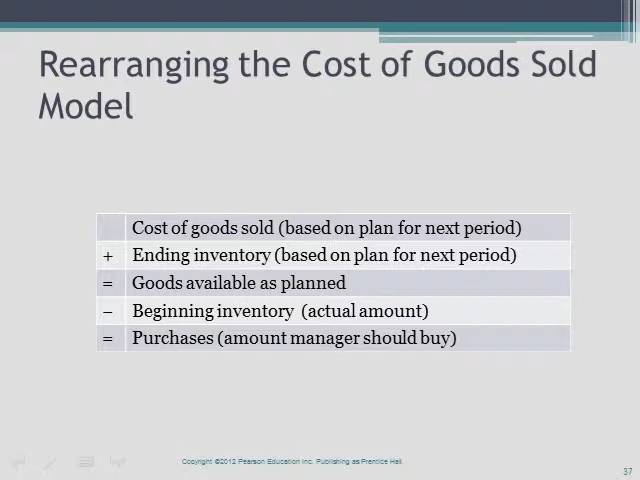 Rearranging the Cost of Goods Sold
Model
Cost of goods sold (based on plan for next period)
+ Ending inventory (based on plan for next period)
= Goods available as planned
– Beginning inventory (actual amount)
= Purchases (amount manager should buy)
Copyright ©2012 Pearson Education Inc. Publishing as Prentice Hall.
37